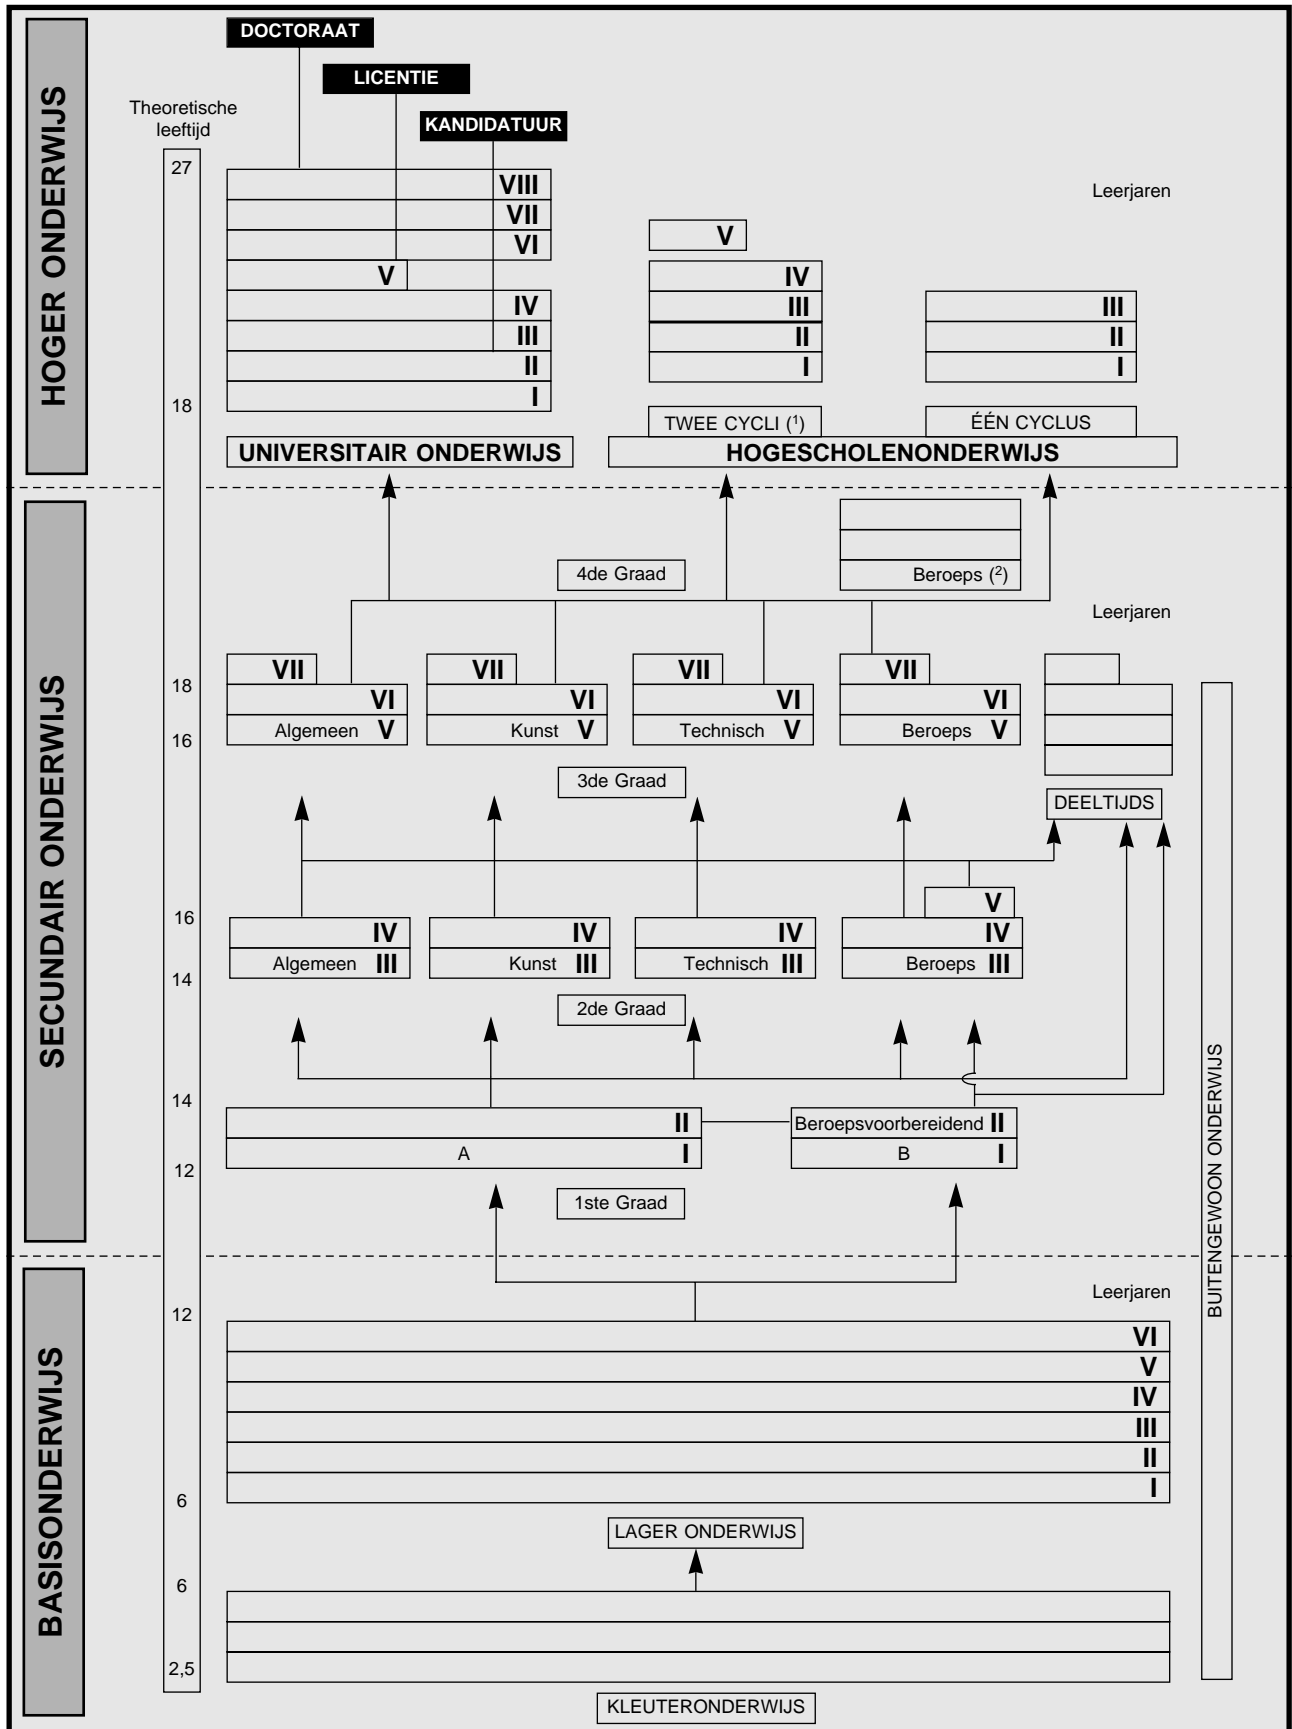 HOGER ONDERWIJS
DOCTORAAT
LICENTIE
KANDIDATUUR
Theoretische
leeftijd
27
Leerjaren
VIII
VII
VI
V
IV
III
II
I
V
IV
III
II
I
III
II
I
18
TWEE CYCLI (¹)
ÉÉN CYCLUS
UNIVERSITAIR ONDERWIJS
HOGESCHOLENONDERWIJS
SECUNDAIR ONDERWIJS
4de Graad
Beroeps (²)
Leerjaren
VII
VII
VII
VII
18
VI
VI
VI
VI
Algemeen V
Kunst V
Technisch V
Beroeps V
16
3de Graad
DEELTIJDS
V
16
IV
IV
IV
IV
Algemeen III
Kunst III
Technisch III
Beroeps III
14
2de Graad
14
II
Beroepsvoorbereidend II
A I
B I
12
1ste Graad
BUITENGEWOON ONDERWIJS
BASISONDERWIJS
Leerjaren
12
VI
V
IV
III
II
I
6
LAGER ONDERWIJS
6
2,5
KLEUTERONDERWIJS